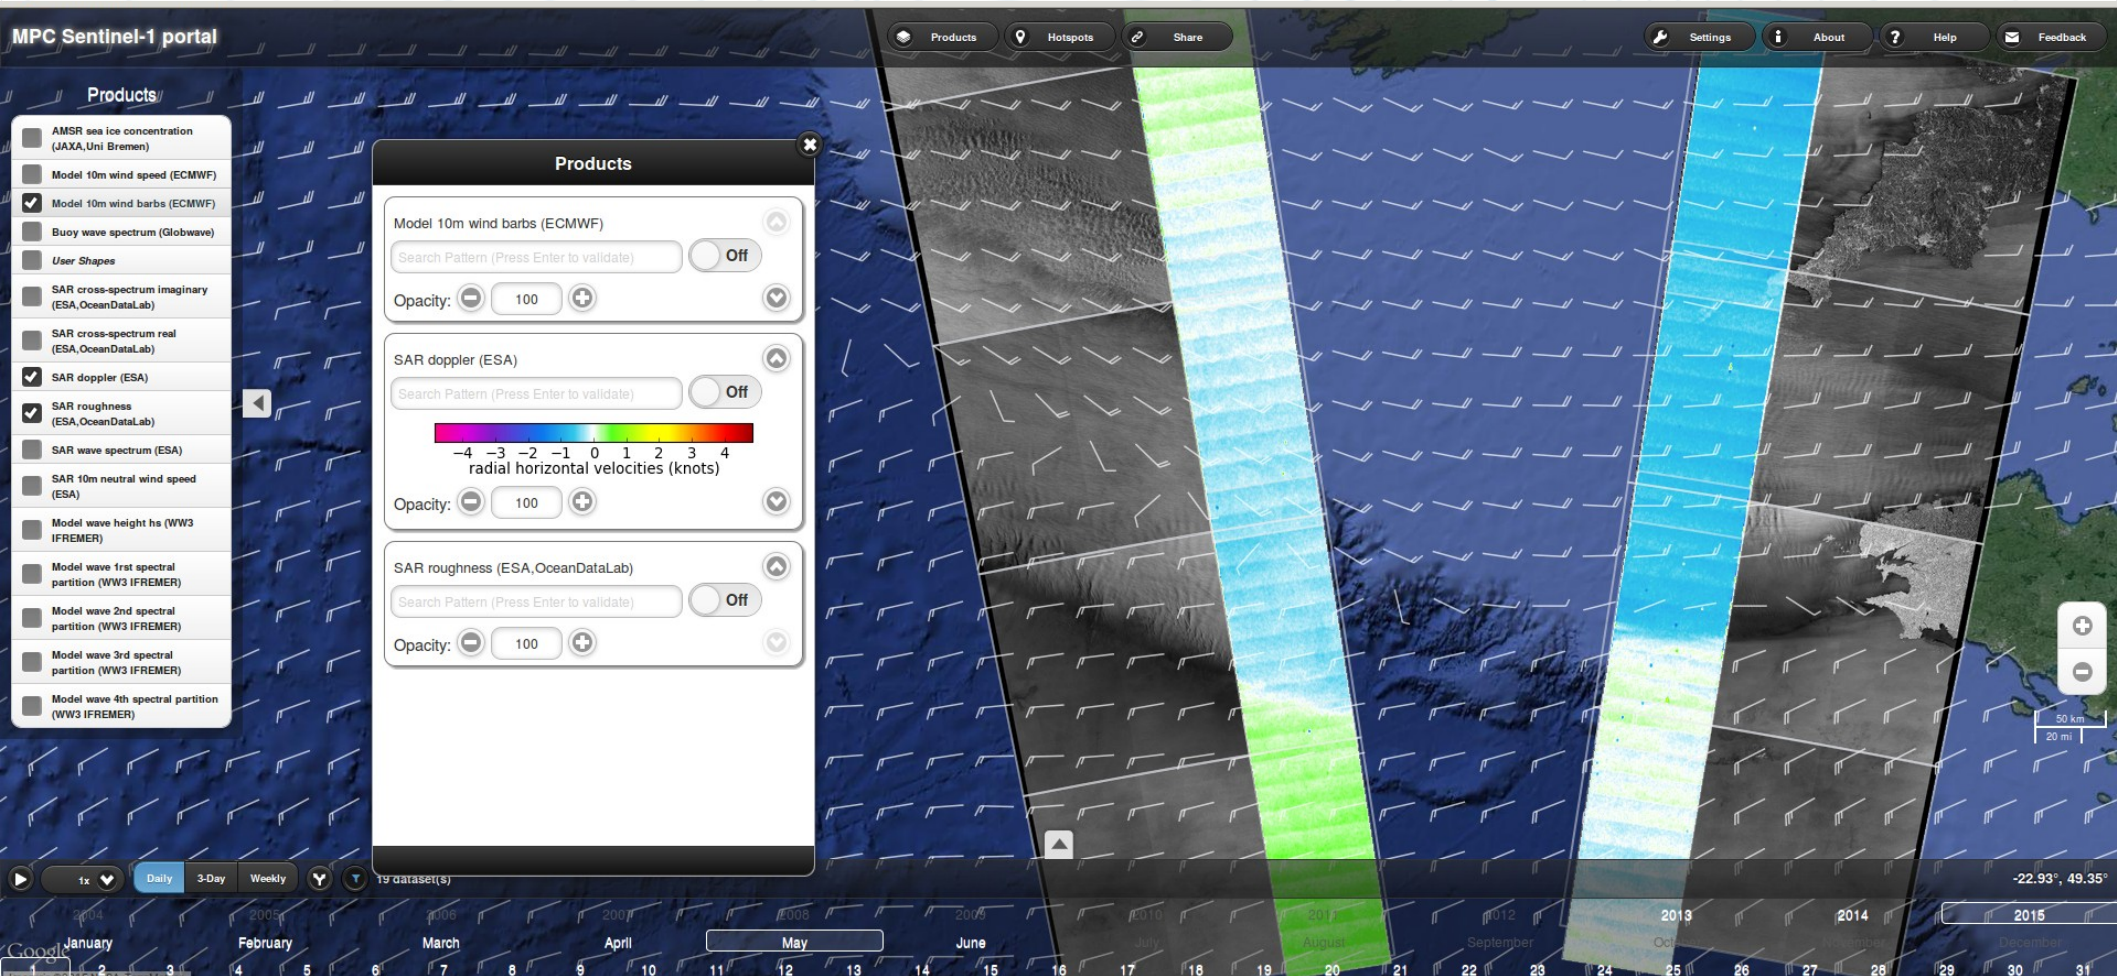 MPC Sentinel-1 portal
Products
Hotspots
Share
Settings
About
Help
Feedback
Products
AMSR sea ice concentration
(JAXA,Uni Bremen)
Model 10m wind speed (ECMWF)
Model 10m wind barbs (ECMWF)
Buoy wave spectrum (Globwave)
User Shapes
SAR cross-spectrum imaginary
(ESA,OceanDataLab)
SAR cross-spectrum real
(ESA,OceanDataLab)
SAR doppler (ESA)
SAR roughness
(ESA,OceanDataLab)
SAR wave spectrum (ESA)
SAR 10m neutral wind speed
(ESA)
Model wave height hs (WW3
IFREMER)
Model wave 1rst spectral
partition (WW3 IFREMER)
Model wave 2nd spectral
partition (WW3 IFREMER)
Model wave 3rd spectral
partition (WW3 IFREMER)
Model wave 4th spectral partition
(WW3 IFREMER)
Products
Model 10m wind barbs (ECMWF)
Search Pattern (Press Enter to validate)
Off
Opacity: 100
SAR doppler (ESA)
Search Pattern (Press Enter to validate)
Off
−4 −3 −2 −1 0 1 2 3 4
radial horizontal velocities (knots)
Opacity: 100
SAR roughness (ESA,OceanDataLab)
Search Pattern (Press Enter to validate)
Off
Opacity: 100
50 km
20 mi
1x
Daily
3-Day
Weekly
19 dataset(s)
-22.93°, 49.35°
2004 2005 2006 2007 2008 2009 2010 2011 2012 2013 2014 2015
Google
January February March April May June July August September October November December
1 2 3 4 5 6 7 8 9 10 11 12 13 14 15 16 17 18 19 20 21 22 23 24 25 26 27 28 29 30 31